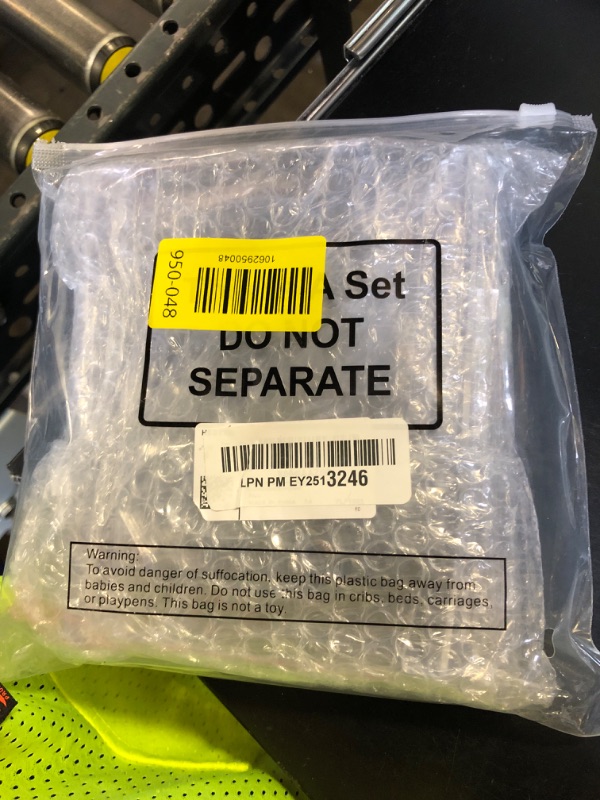 950-048
1062950048
A Set
DO NOT
SEPARATE
LPN PM EY2513246
Warning:
To avoid danger of suffocation, keep this plastic bag away from
babies and children. Do not use this bag in cribs, beds, carriages,
or playpens. This bag is not a toy.